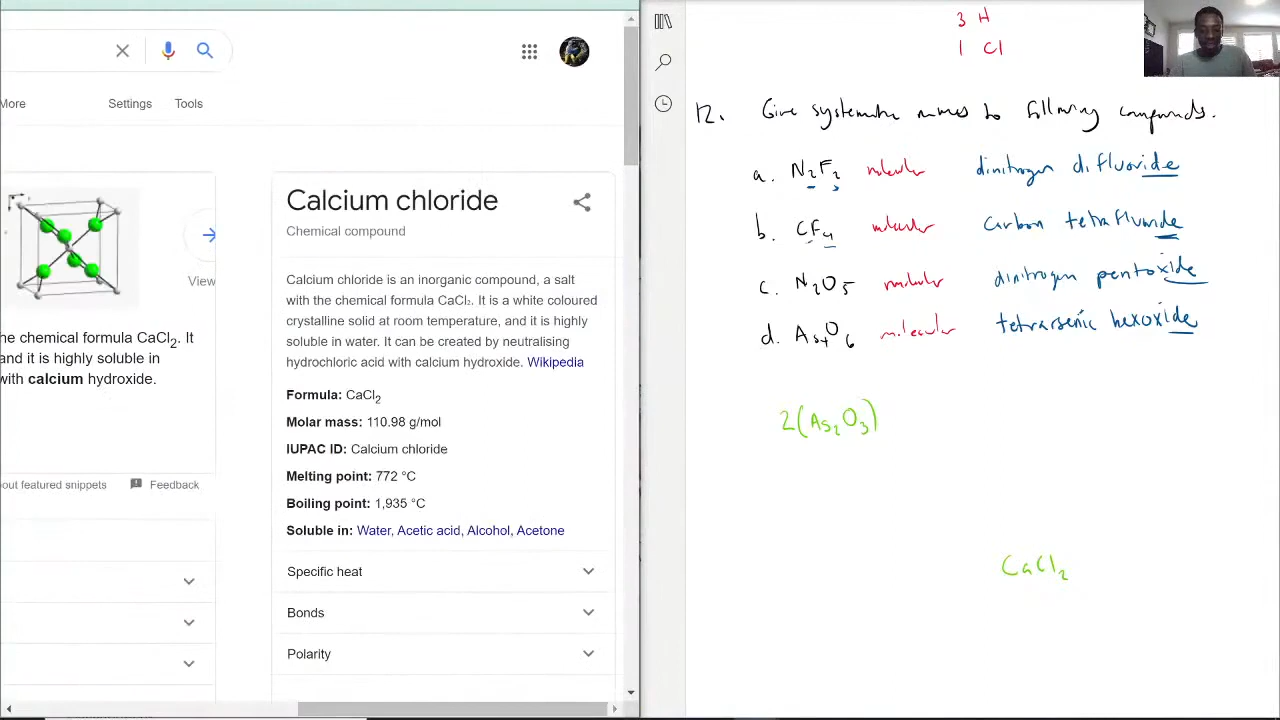 More
Settings
Tools
View
he chemical formula CaCl₂. It
and it is highly soluble in
with calcium hydroxide.
out featured snippets
Feedback
Calcium chloride
Chemical compound
Calcium chloride is an inorganic compound, a salt
with the chemical formula CaCl₂. It is a white coloured
crystalline solid at room temperature, and it is highly
soluble in water. It can be created by neutralising
hydrochloric acid with calcium hydroxide. Wikipedia
Formula: CaCl₂
Molar mass: 110.98 g/mol
IUPAC ID: Calcium chloride
Melting point: 772 °C
Boiling point: 1,935 °C
Soluble in: Water, Acetic acid, Alcohol, Acetone
Specific heat
Bonds
Polarity
3 H
1 Cl
12. Give systematic names to following compounds.
a. N₂F₂ molecular dinitrogen difluoride
b. CF₄ molecular carbon tetrafluoride
c. N₂O₅ molecular dinitrogen pentoxide
d. As₄O₆ molecular tetrarsenic hexoxide
2(As₂O₃)
CaCl₂